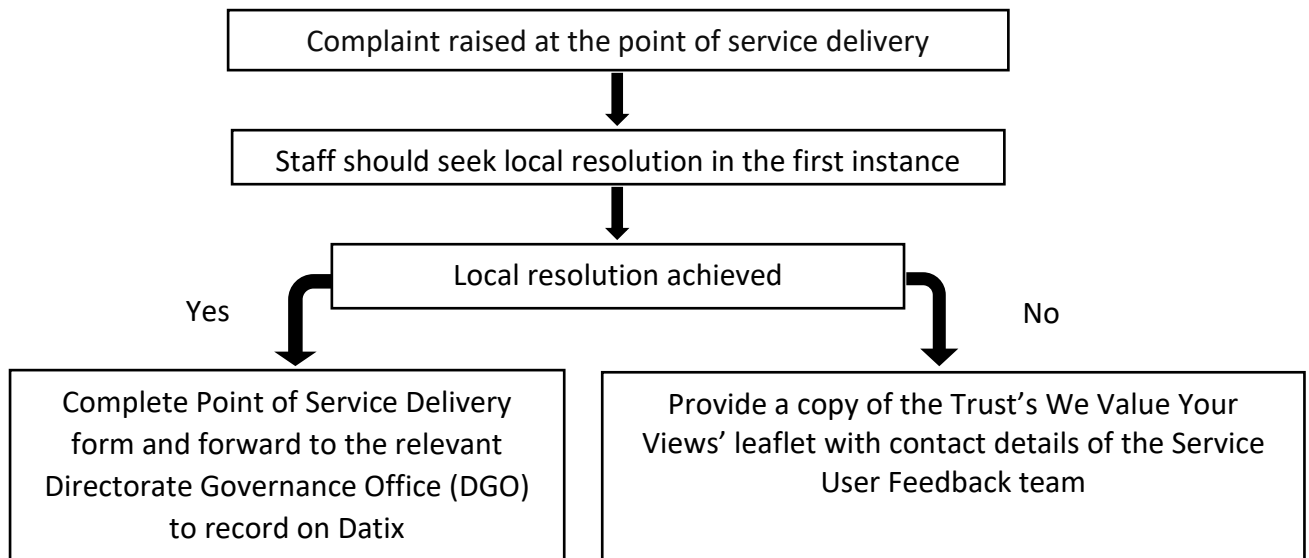 Complaint raised at the point of service delivery
Staff should seek local resolution in the first instance
Local resolution achieved
Yes
No
Complete Point of Service Delivery
form and forward to the relevant
Directorate Governance Office (DGO)
to record on Datix
Provide a copy of the Trust’s We Value Your
Views’ leaflet with contact details of the Service
User Feedback team